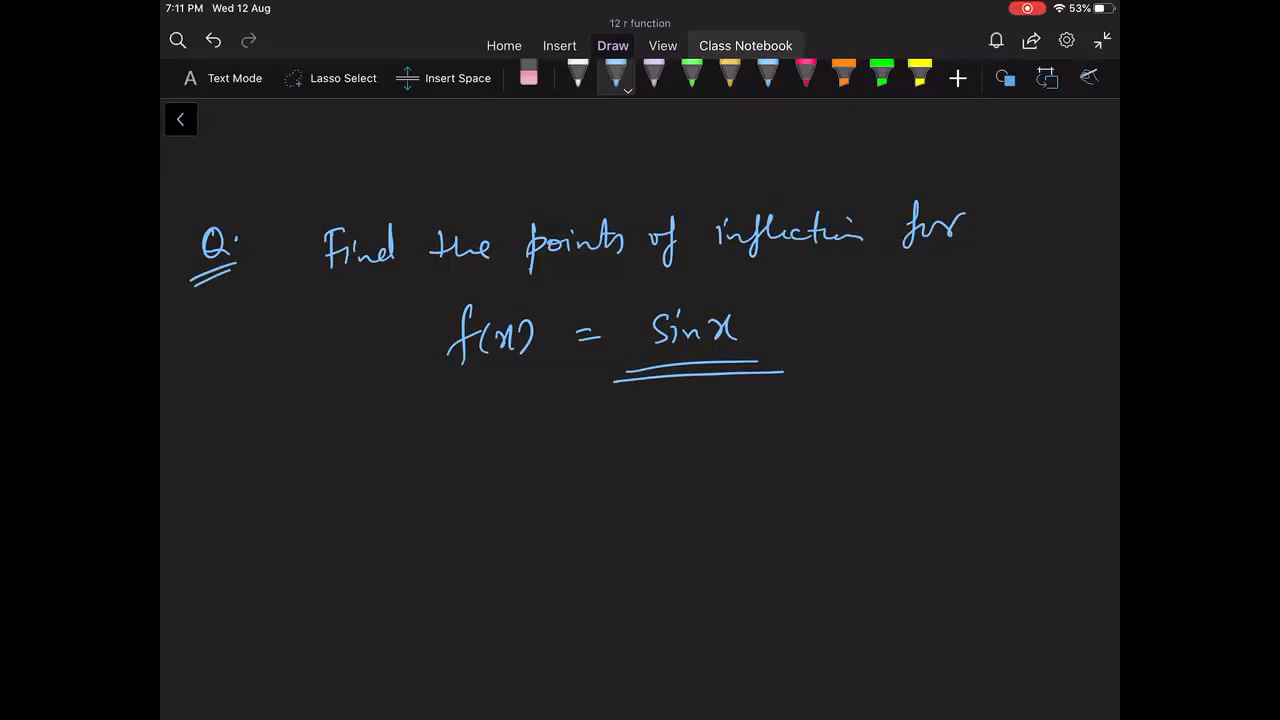 7:11 PM Wed 12 Aug
53%
12 r function
Home Insert Draw View Class Notebook
Text Mode Lasso Select Insert Space
Q. Find the points of inflection for
f(x) = sinx